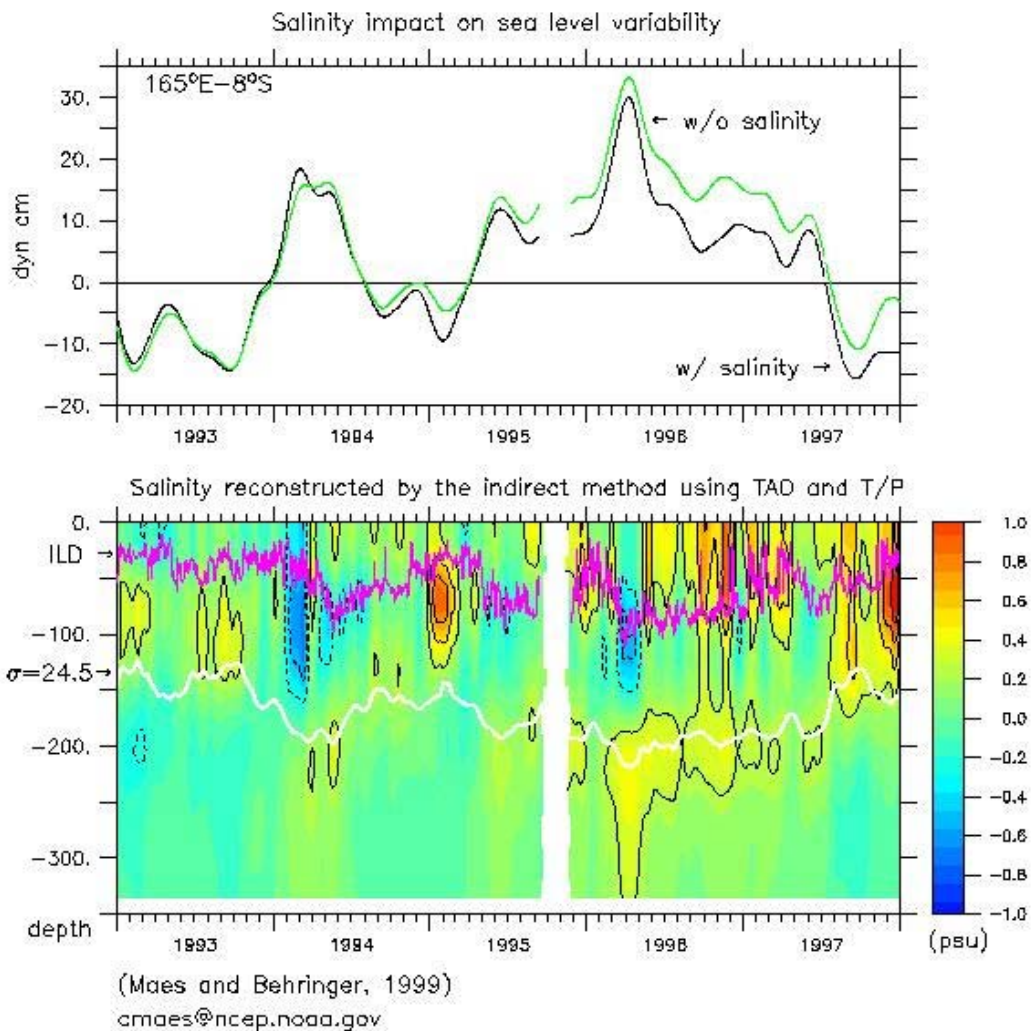 Salinity impact on sea level variability
165°E-8°S
30.
20.
10.
0.
-10.
-20.
dyn cm
← w/o salinity
w/ salinity →
1993 1994 1995 1996 1997
Salinity reconstructed by the indirect method using TAO and T/P
0.
ILD→
-100.
σ=24.5→
-200.
-300.
depth
1993 1994 1995 1996 1997
1.0
0.8
0.6
0.4
0.2
0.0
-0.2
-0.4
-0.6
-0.8
-1.0
(psu)
(Maes and Behringer, 1999)
cmaes@ncep.noaa.gov